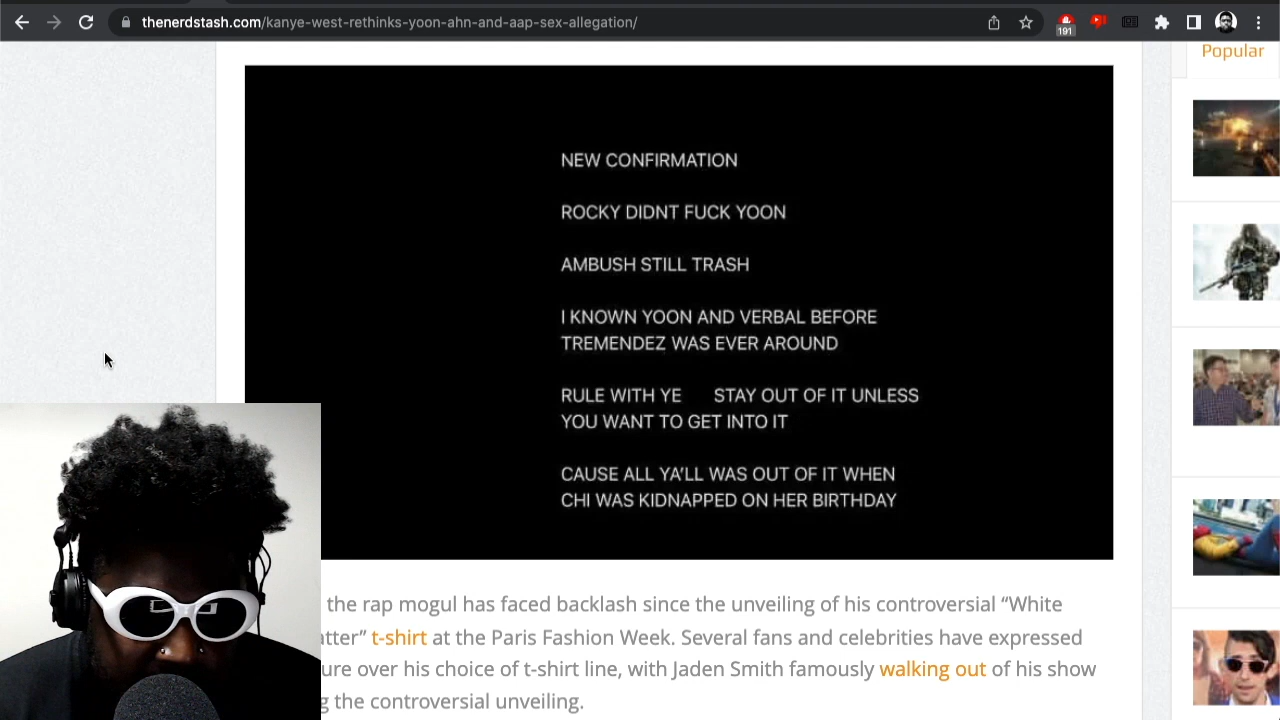 thenerdstash.com/kanye-west-rethinks-yoon-ahn-and-aap-sex-allegation/
191
Popular
NEW CONFIRMATION
ROCKY DIDNT FUCK YOON
AMBUSH STILL TRASH
I KNOWN YOON AND VERBAL BEFORE
TREMENDEZ WAS EVER AROUND
RULE WITH YE STAY OUT OF IT UNLESS
YOU WANT TO GET INTO IT
CAUSE ALL YA'LL WAS OUT OF IT WHEN
CHI WAS KIDNAPPED ON HER BIRTHDAY
the rap mogul has faced backlash since the unveiling of his controversial “White
atter” t-shirt at the Paris Fashion Week. Several fans and celebrities have expressed
ure over his choice of t-shirt line, with Jaden Smith famously walking out of his show
g the controversial unveiling.